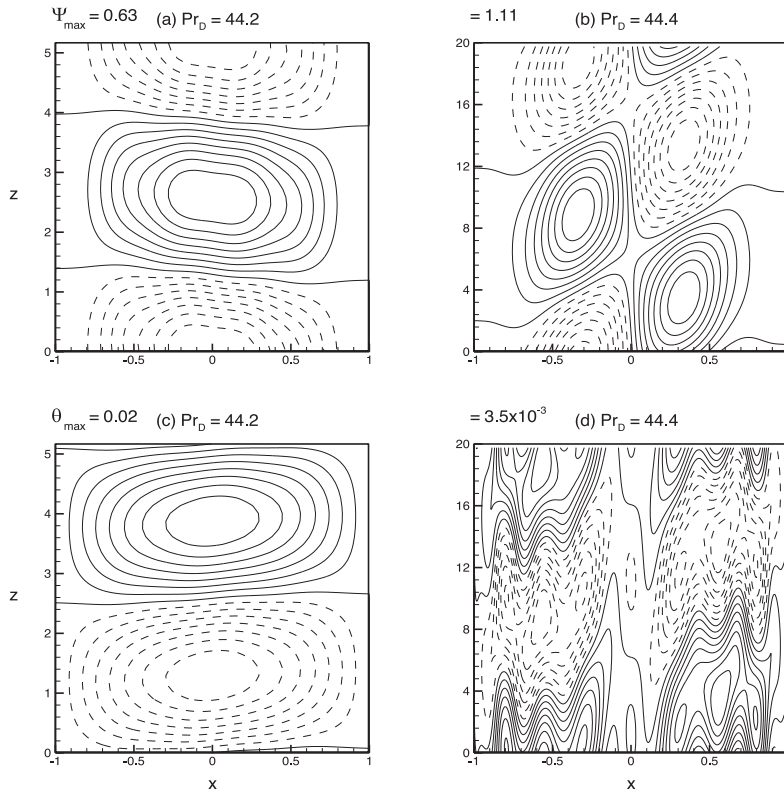 Ψmax = 0.63 (a) PrD = 44.2
= 1.11 (b) PrD = 44.4
5
4
3
2
1
0
z
-1 -0.5 0 0.5 1
20
16
12
8
4
0
-1 -0.5 0 0.5
θmax = 0.02 (c) PrD = 44.2
= 3.5x10⁻³ (d) PrD = 44.4
5
4
3
2
1
0
z
-1 -0.5 0 0.5 1
x
20
16
12
8
4
0
-1 -0.5 0 0.5
x